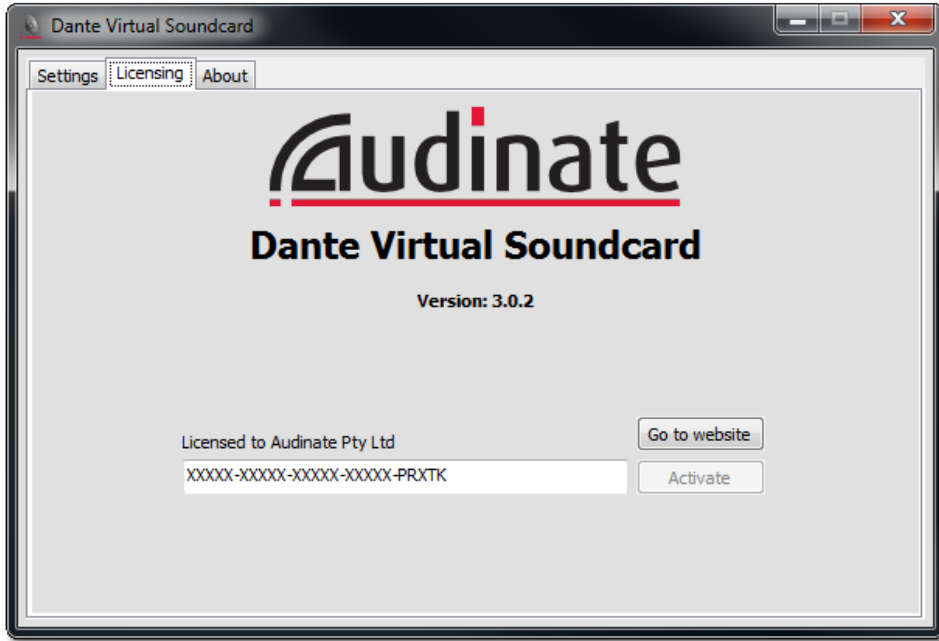 Dante Virtual Soundcard
Settings Licensing About
Audinate
Dante Virtual Soundcard
Version: 3.0.2
Go to website
Licensed to Audinate Pty Ltd
XXXXX-XXXXX-XXXXX-XXXXX-PRXTK
Activate